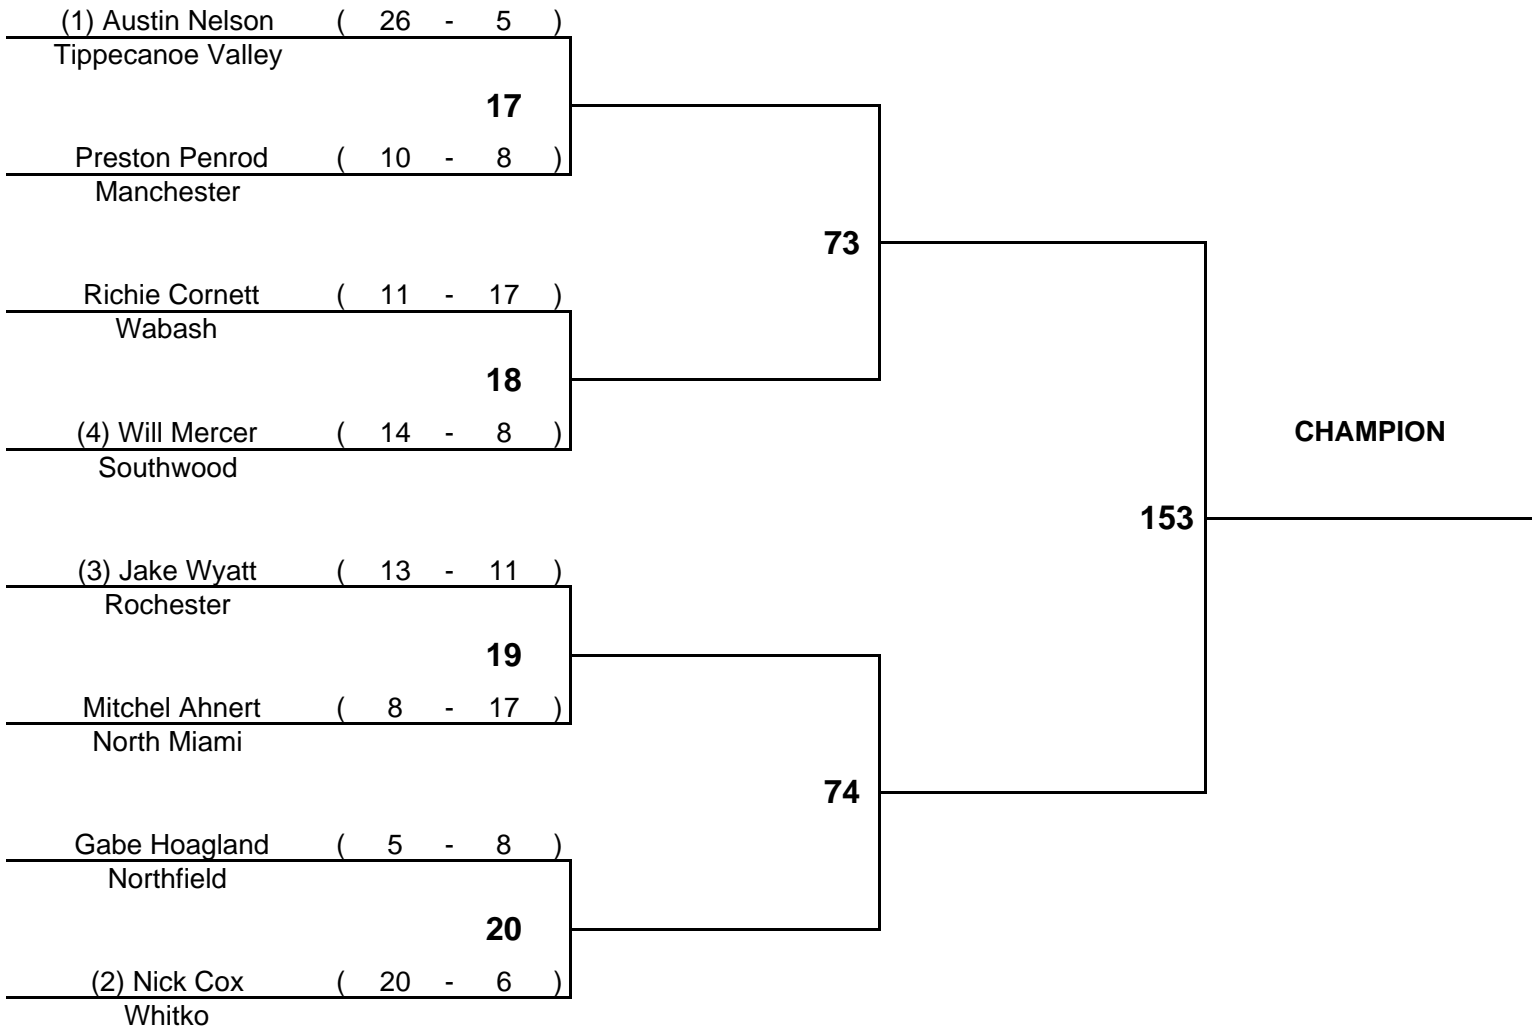 (1) Austin Nelson ( 26 - 5 )
Tippecanoe Valley
17
Preston Penrod ( 10 - 8 )
Manchester
73
Richie Cornett ( 11 - 17 )
Wabash
18
(4) Will Mercer ( 14 - 8 )
Southwood
CHAMPION
153
(3) Jake Wyatt ( 13 - 11 )
Rochester
19
Mitchel Ahnert ( 8 - 17 )
North Miami
74
Gabe Hoagland ( 5 - 8 )
Northfield
20
(2) Nick Cox ( 20 - 6 )
Whitko